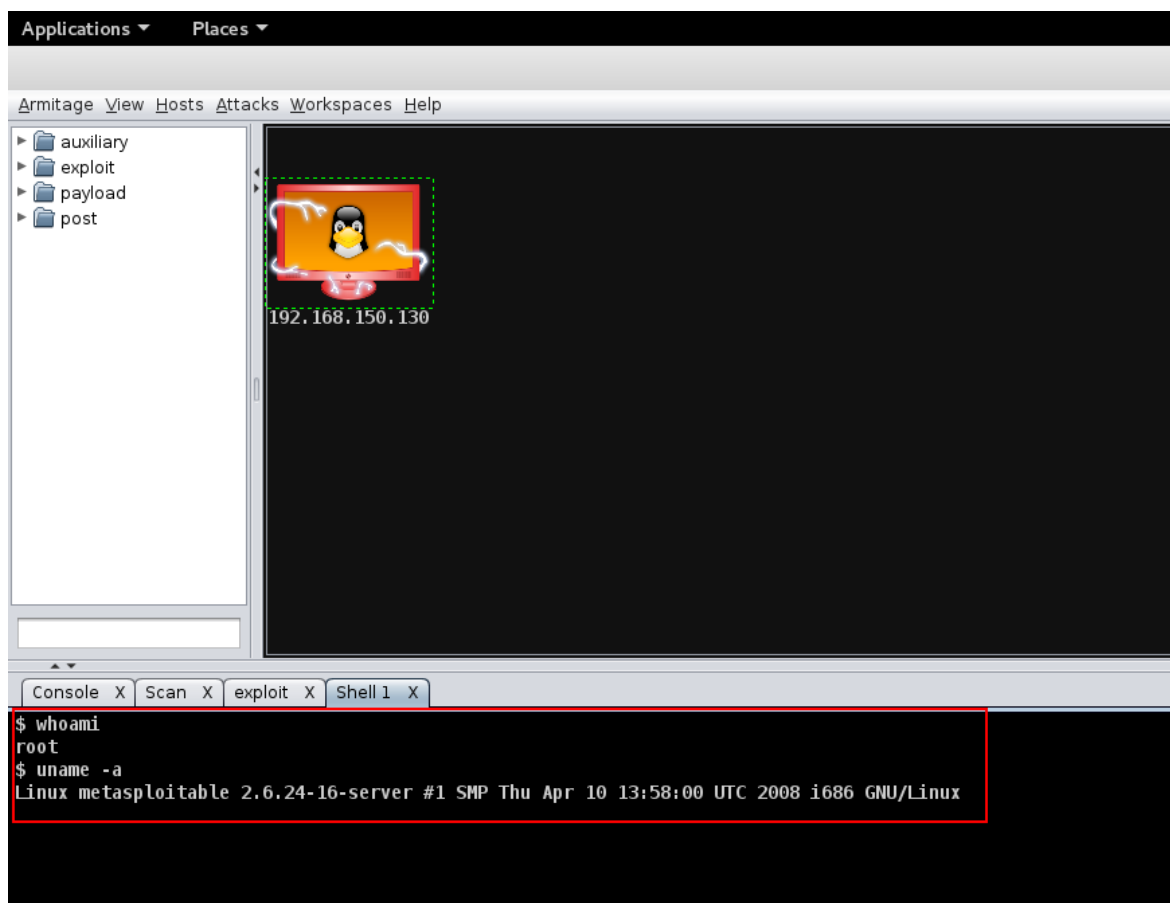 Applications Places
Armitage View Hosts Attacks Workspaces Help
auxiliary
exploit
payload
post
192.168.150.130
Console X Scan X exploit X Shell 1 X
$ whoami
root
$ uname -a
Linux metasploitable 2.6.24-16-server #1 SMP Thu Apr 10 13:58:00 UTC 2008 i686 GNU/Linux